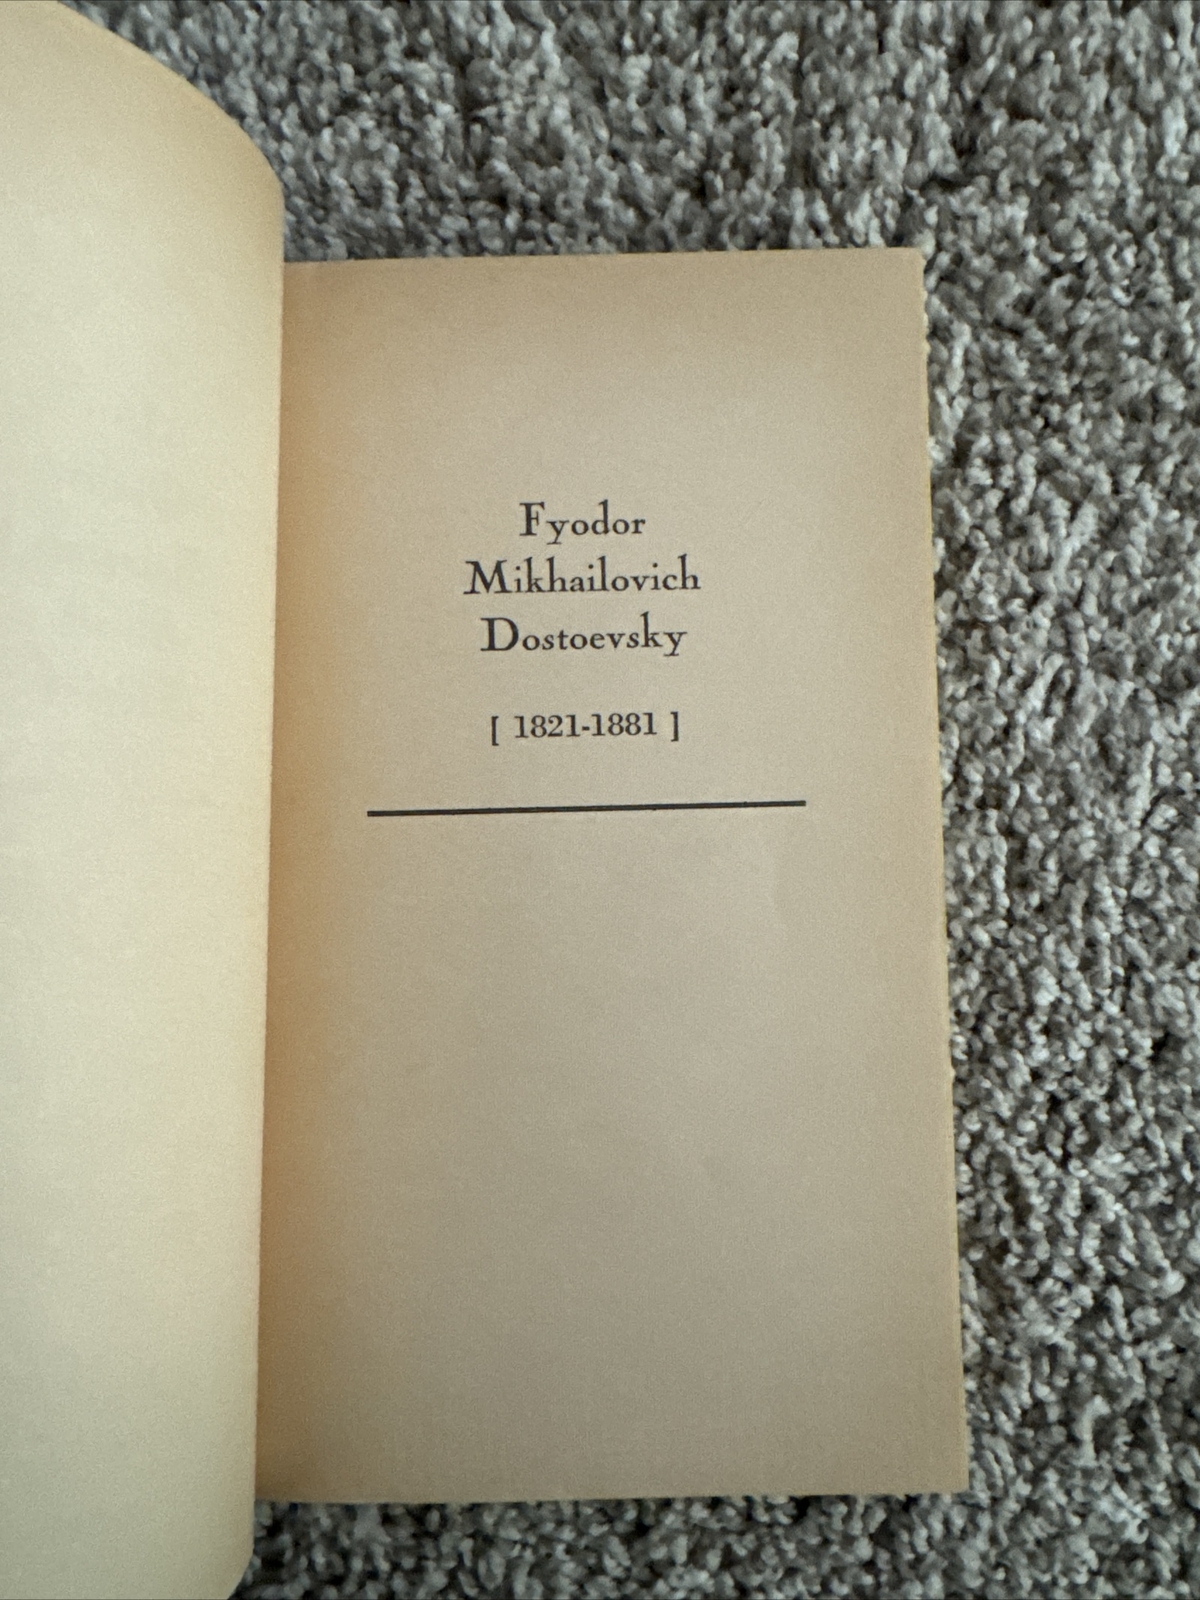 Fyodor
Mikhailovich
Dostoevsky
[ 1821-1881 ]